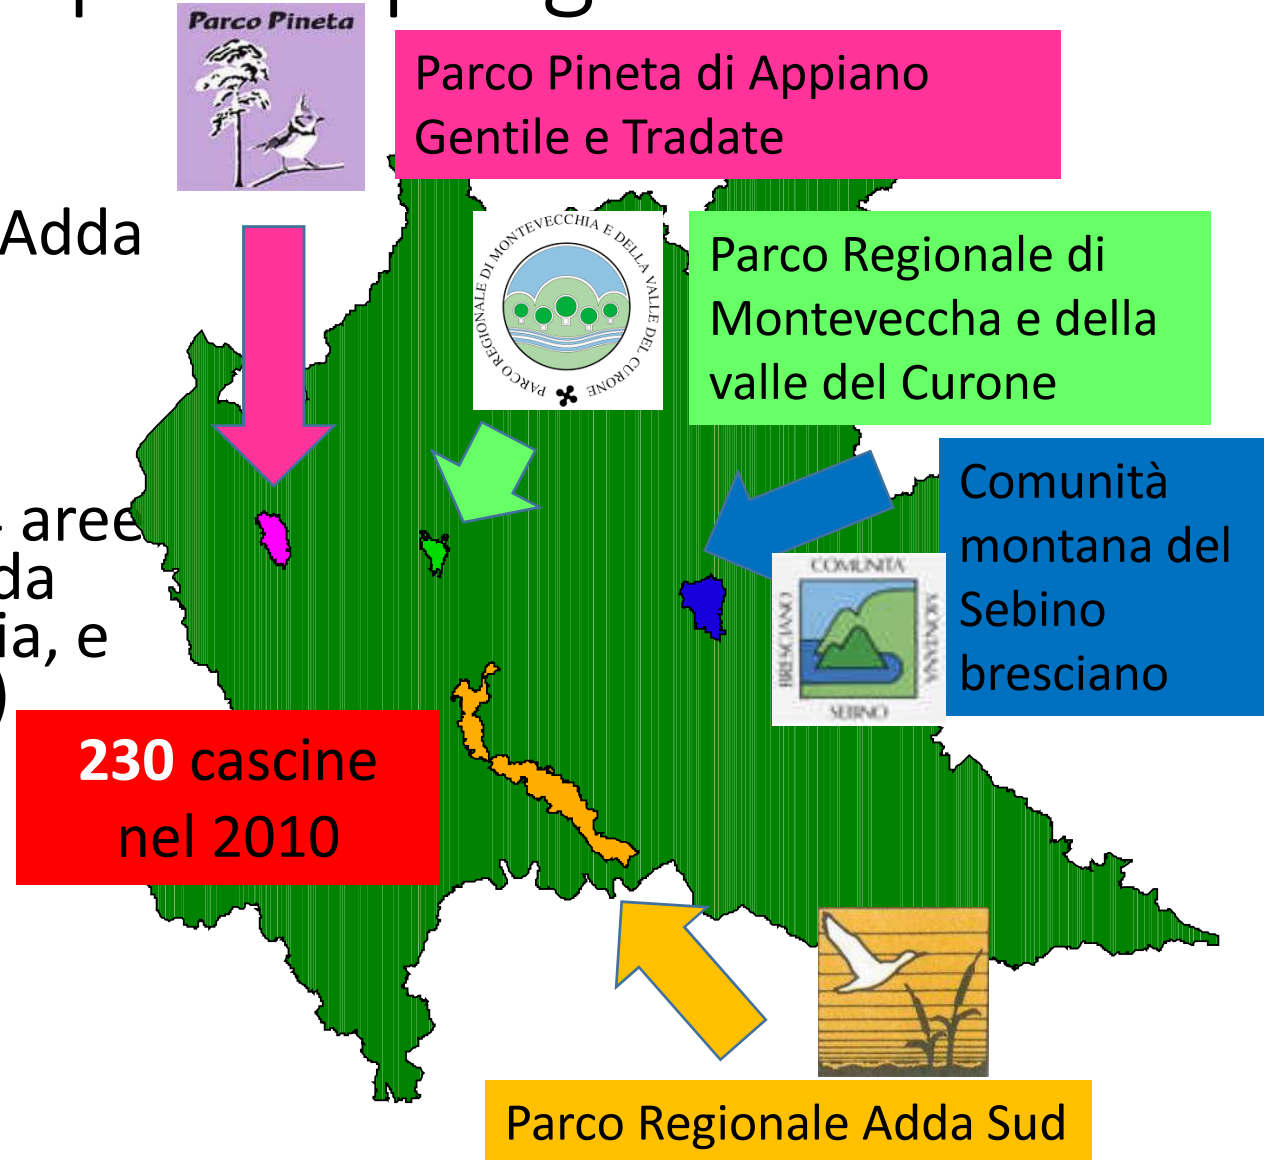 Parco Pineta
Parco Pineta di Appiano
Gentile e Tradate
Adda
PARCO REGIONALE DI MONTEVECCHIA E DELLA VALLE DEL CURONE
Parco Regionale di
Monteveccha e della
valle del Curone
Comunità
montana del
Sebino
bresciano
aree
da
ia, e
)
COMUNITÀ
MONTANA
SEBINO
BRESCIANO
230 cascine
nel 2010
Parco Regionale Adda Sud